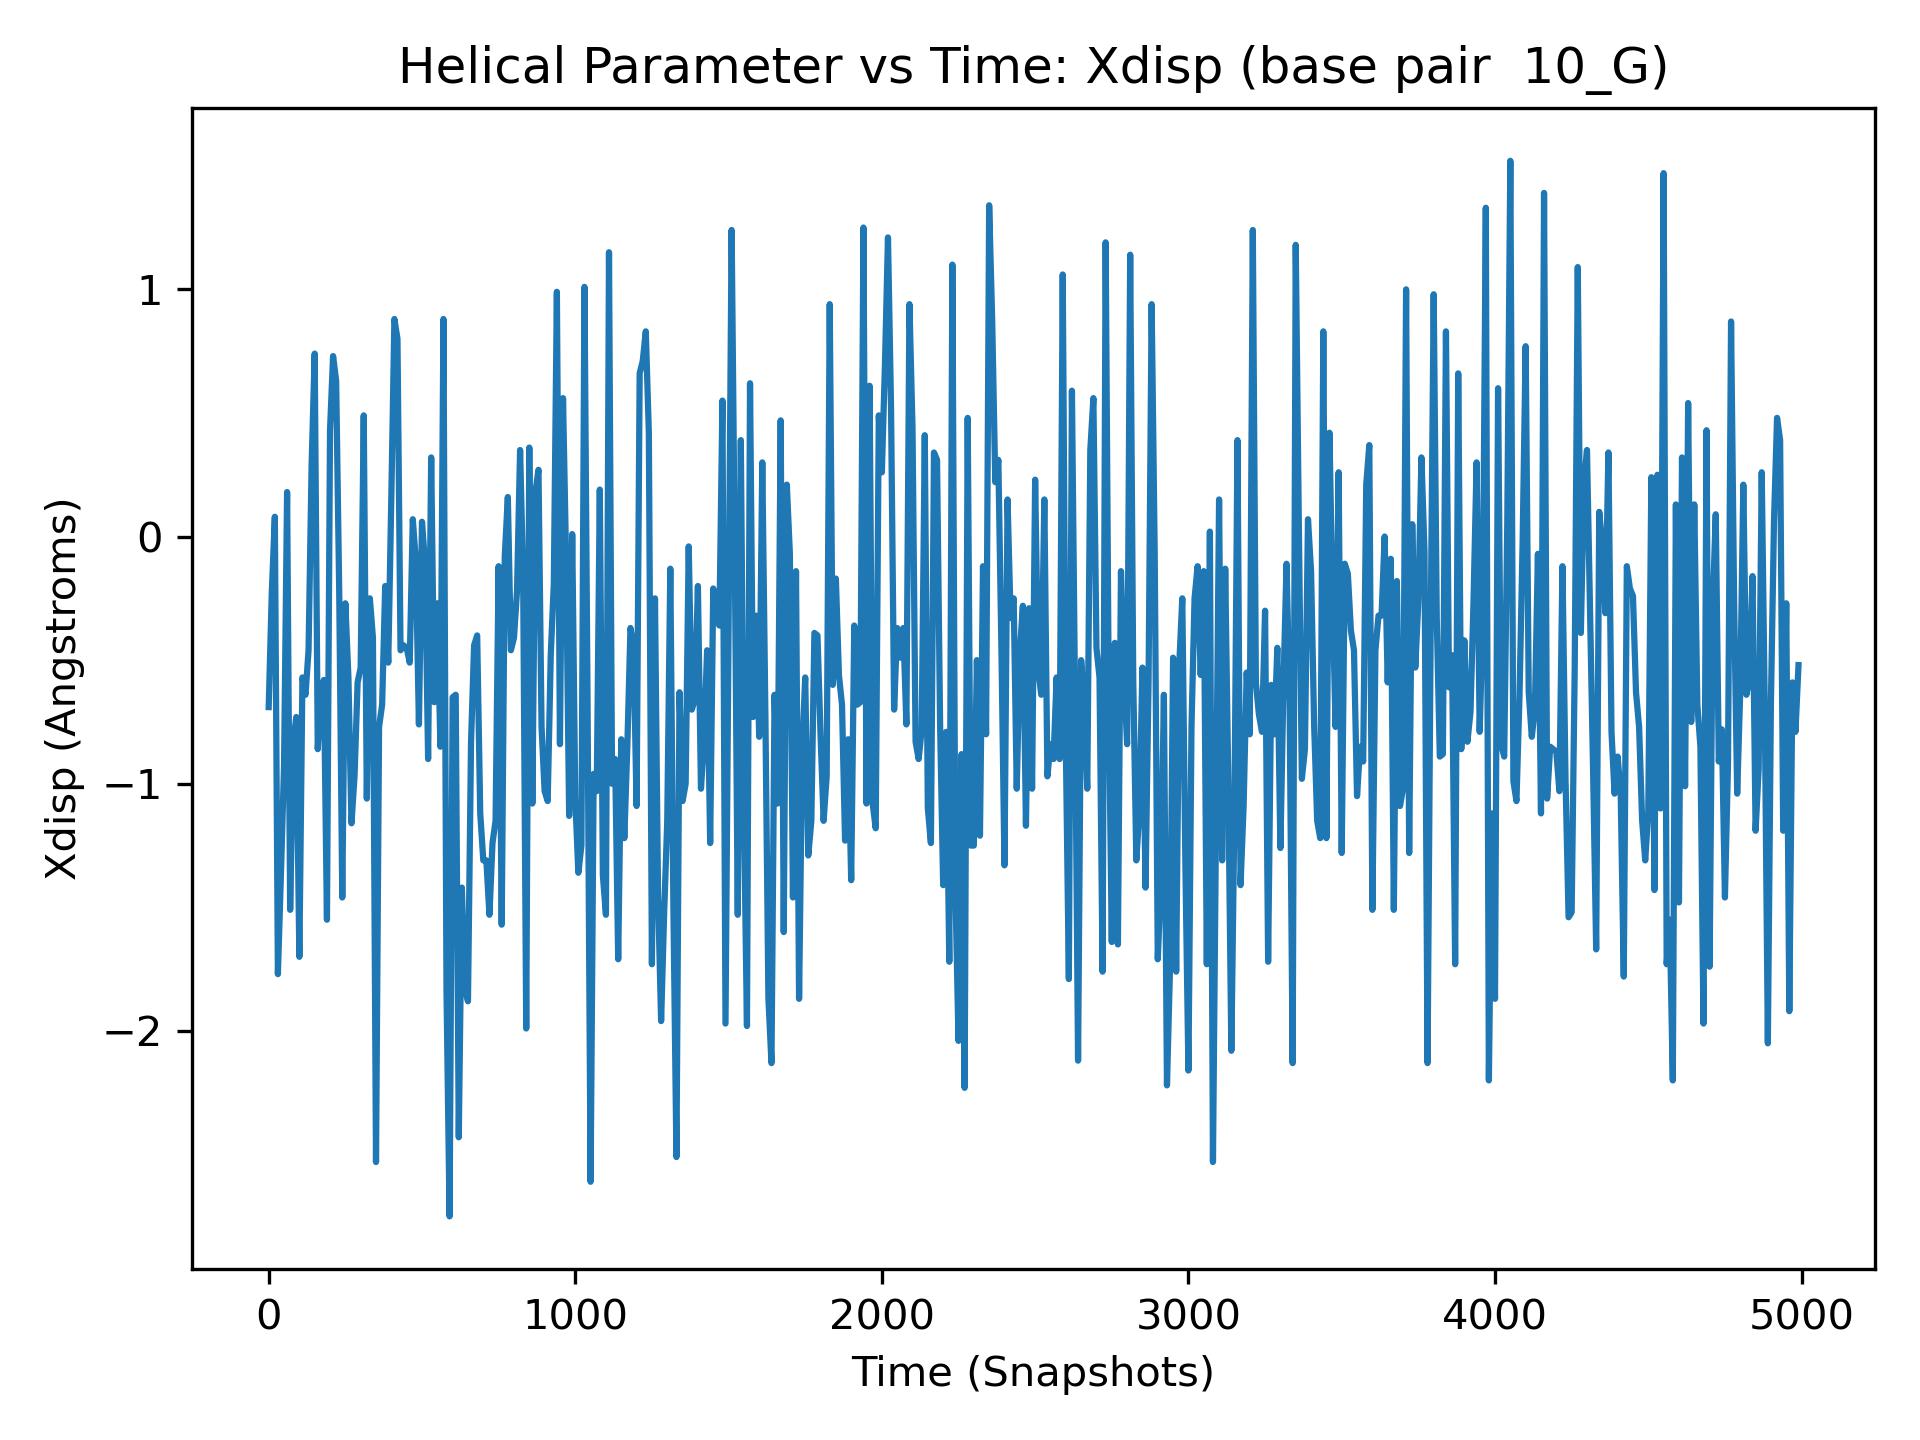 Helical Parameter vs Time: Xdisp (base pair  10_G)
Xdisp (Angstroms)
1
0
−1
−2
0 1000 2000 3000 4000 5000
Time (Snapshots)